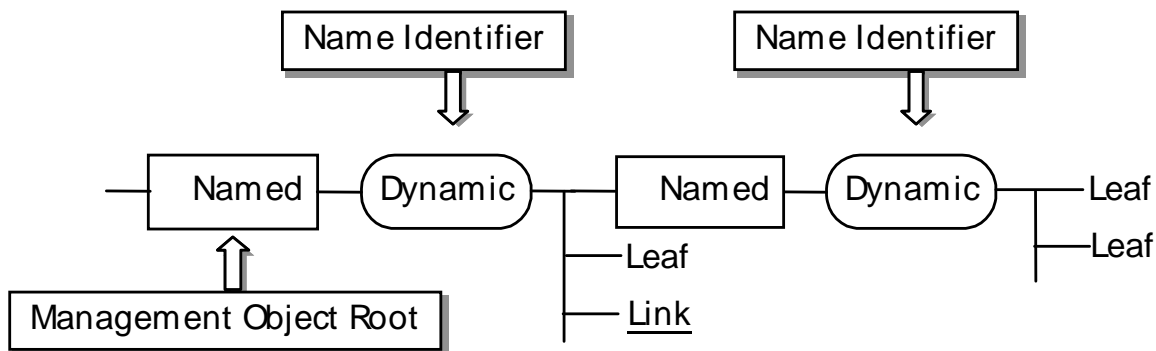 Name Identifier Name Identifier
Named Dynamic Named Dynamic Leaf
Leaf Leaf
Management Object Root Link